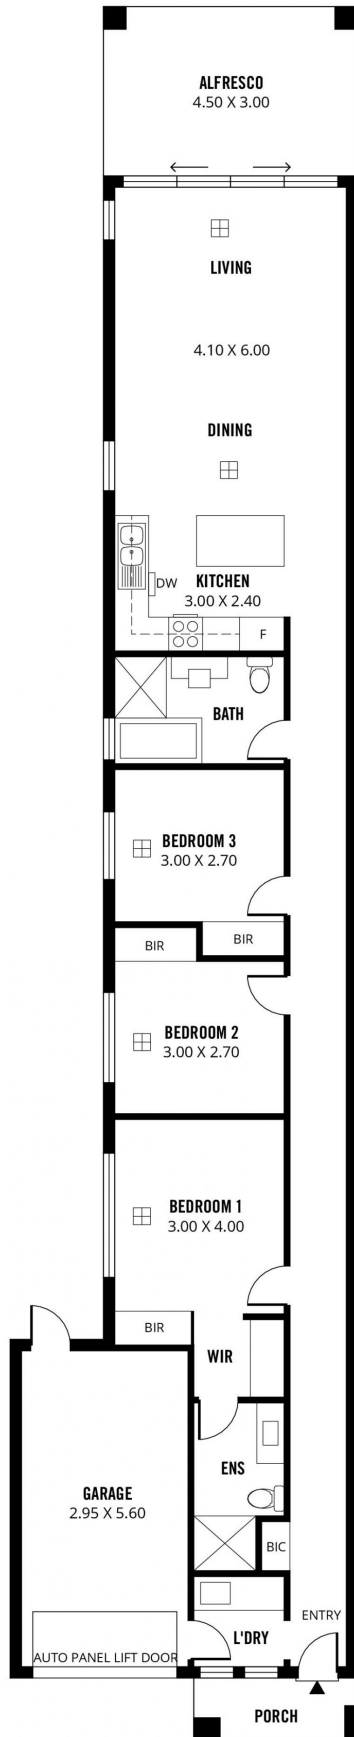 ALFRESCO
4.50 X 3.00
LIVING
4.10 X 6.00
DINING
DW
KITCHEN
3.00 X 2.40
F
BATH
BEDROOM 3
3.00 X 2.70
BIR
BIR
BEDROOM 2
3.00 X 2.70
BEDROOM 1
3.00 X 4.00
BIR
WIR
ENS
GARAGE
2.95 X 5.60
BIC
ENTRY
L'DRY
AUTO PANEL LIFT DOOR
PORCH